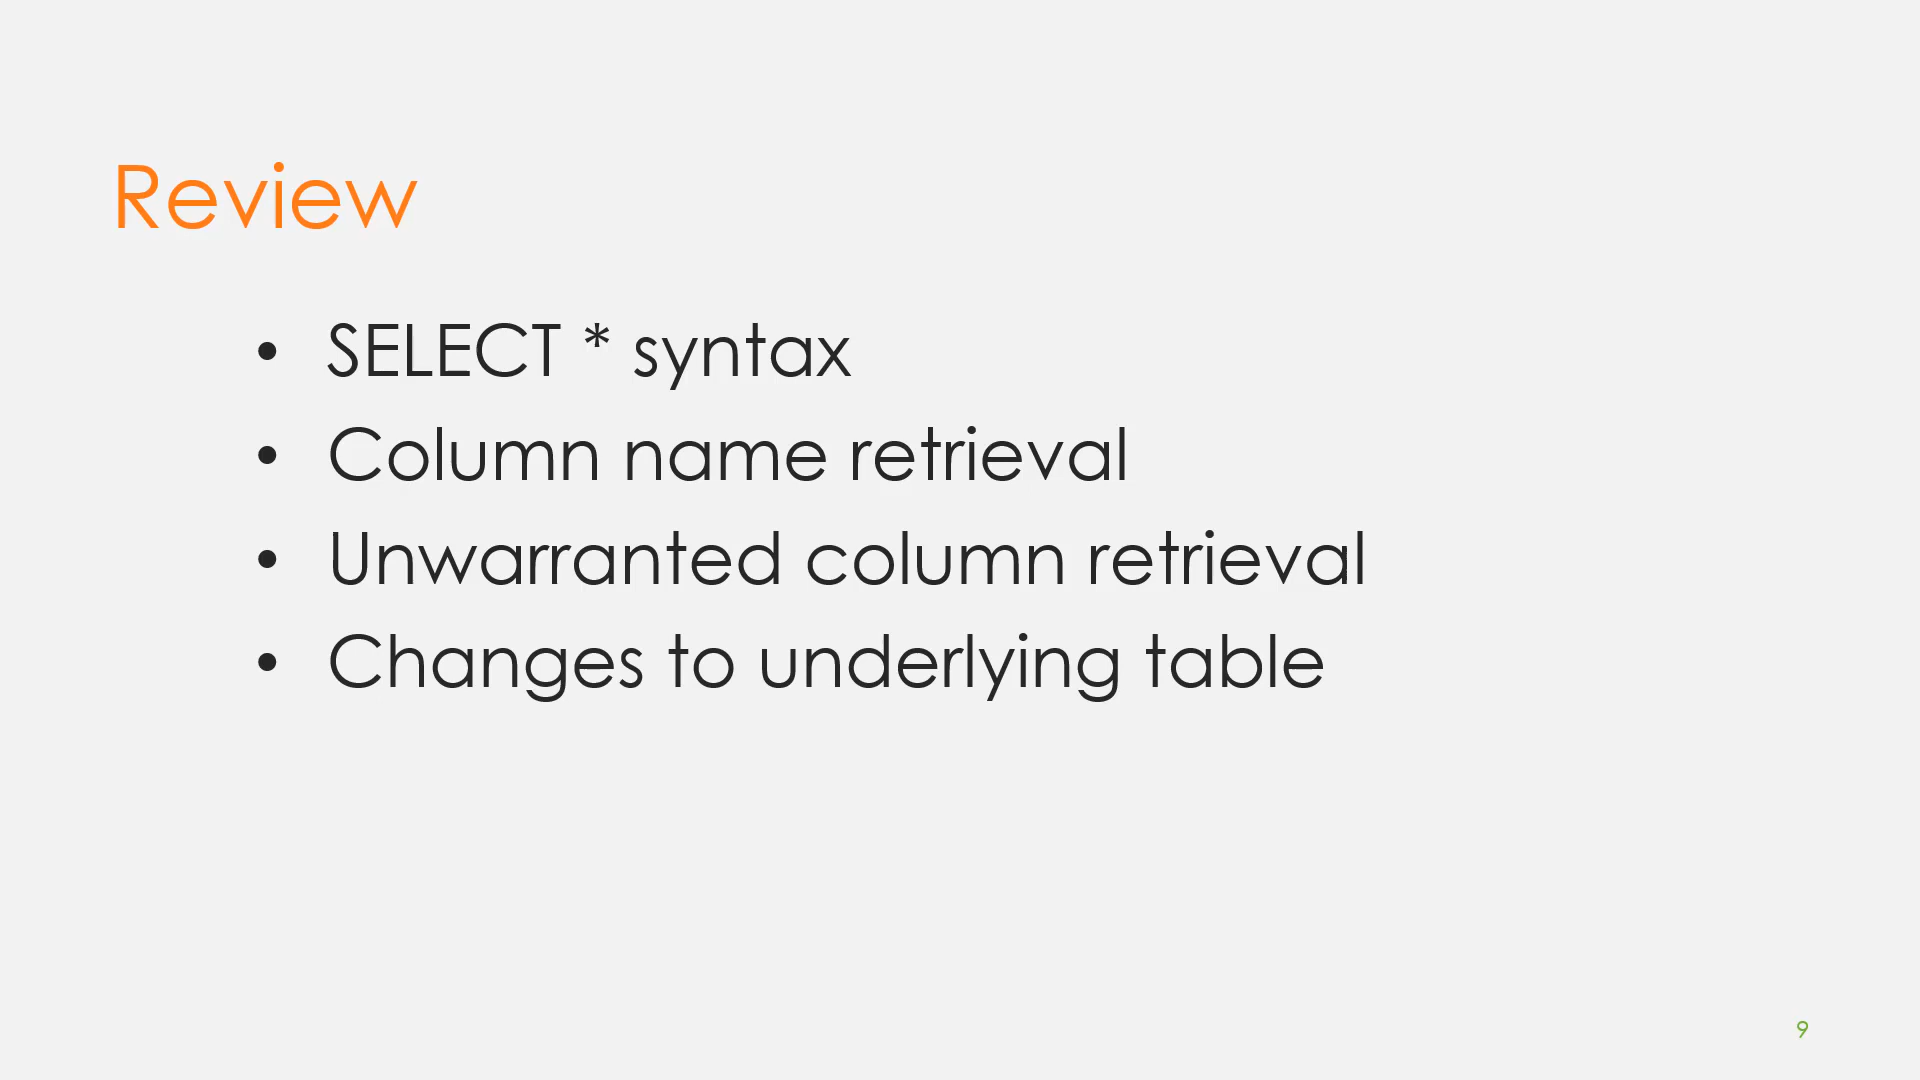 Review
• SELECT * syntax
• Column name retrieval
• Unwarranted column retrieval
• Changes to underlying table
9